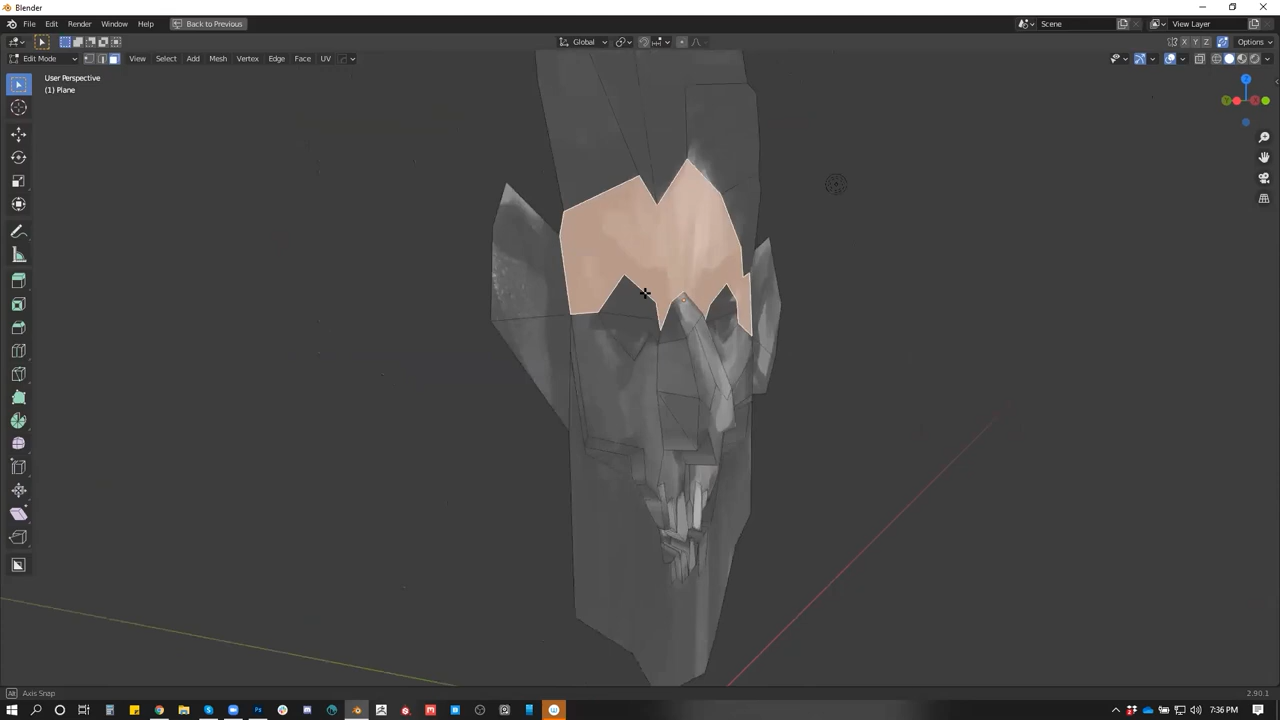 Blender
File Edit Render Window Help Back to Previous Scene View Layer
Global Options
Edit Mode View Select Add Mesh Vertex Edge Face UV
X Y Z
User Perspective
(1) Plane
Z
Y X
Axis Snap 2.90.1
7:36 PM